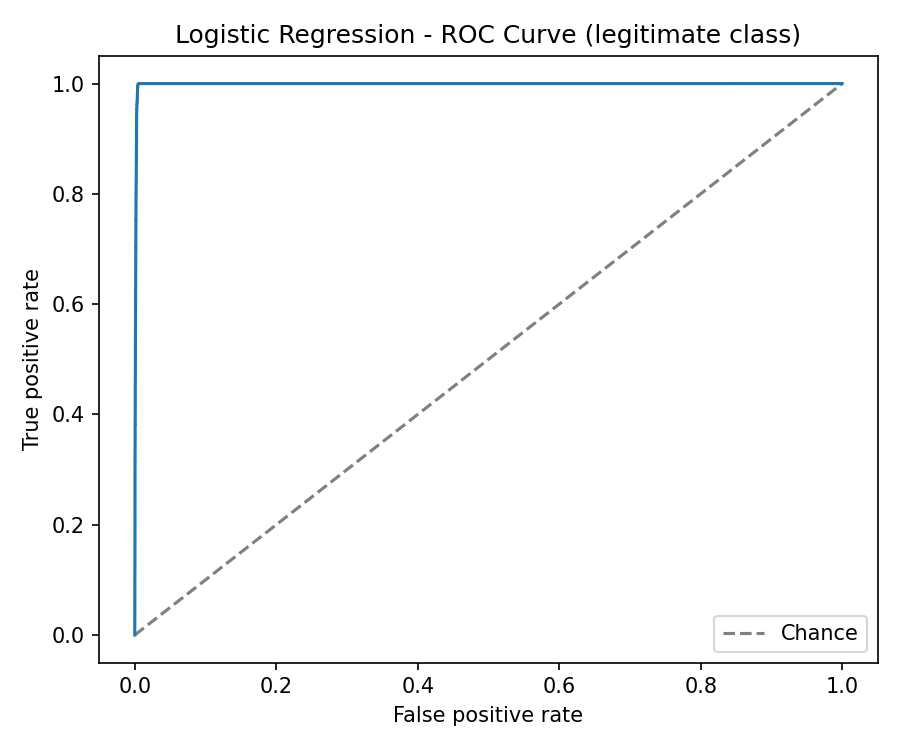 Logistic Regression - ROC Curve (legitimate class)
1.0
0.8
0.6
0.4
0.2
0.0
True positive rate
Chance
0.0 0.2 0.4 0.6 0.8 1.0
False positive rate